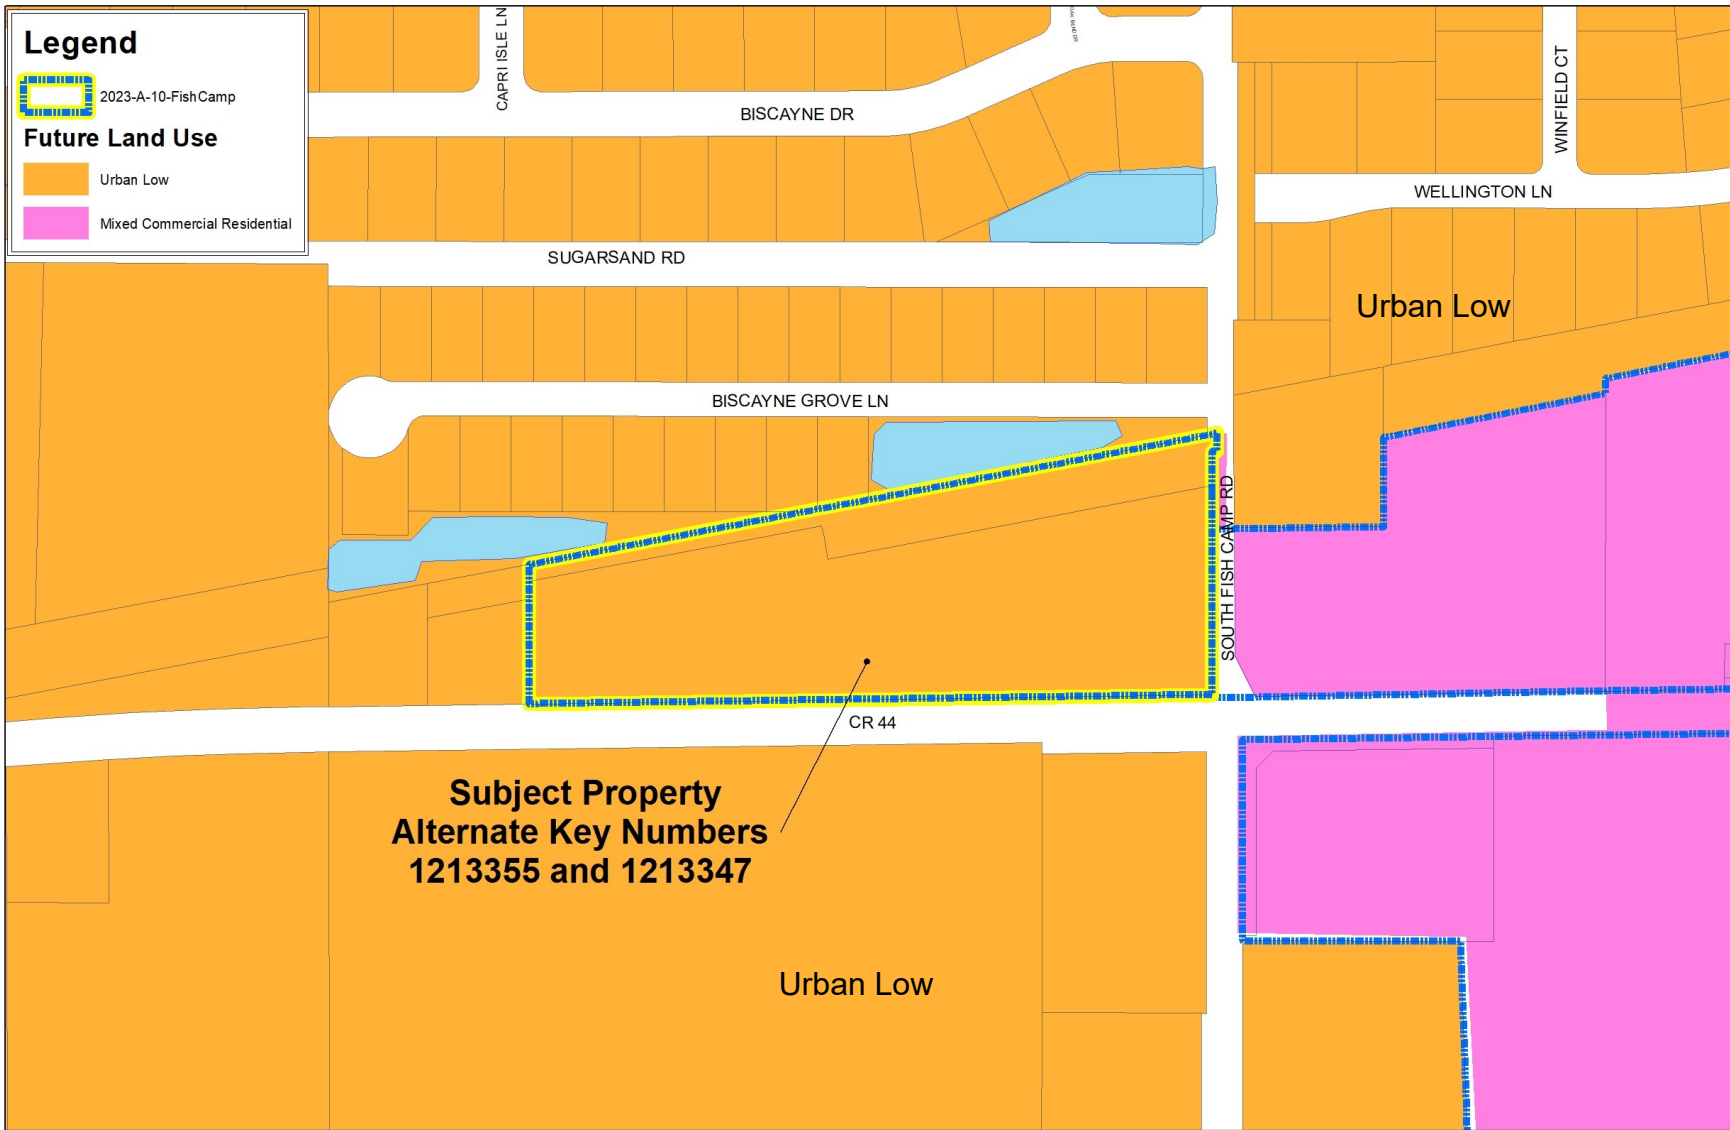 Legend
2023-A-10-FishCamp
Future Land Use
Urban Low
Mixed Commercial Residential
CAPRI ISLE LN
BISCAYNE DR
WINFIELD CT
WELLINGTON LN
SUGARSAND RD
Urban Low
BISCAYNE GROVE LN
SOUTH FISH CAMP RD
CR 44
Subject Property
Alternate Key Numbers
1213355 and 1213347
Urban Low